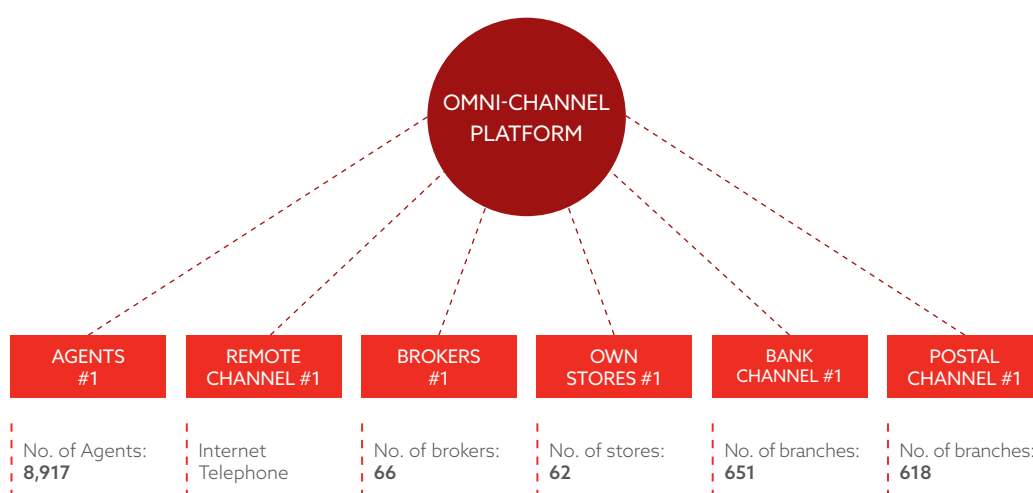 OMNI-CHANNEL
PLATFORM
AGENTS
#1
REMOTE
CHANNEL #1
BROKERS
#1
OWN
STORES #1
BANK
CHANNEL #1
POSTAL
CHANNEL #1
No. of Agents:
8,917
Internet
Telephone
No. of brokers:
66
No. of stores:
62
No. of branches:
651
No. of branches:
618